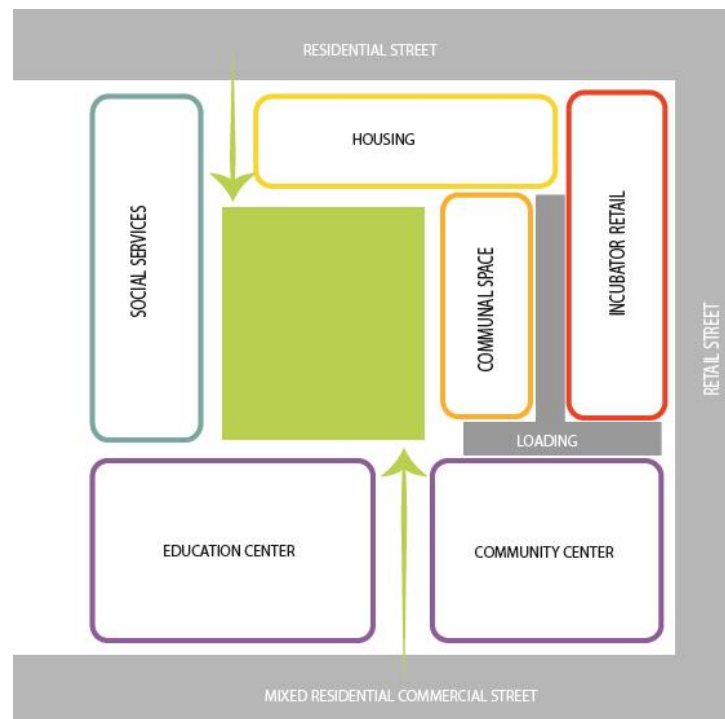 RESIDENTIAL STREET
HOUSING
SOCIAL SERVICES
COMMUNAL SPACE
INCUBATOR RETAIL
RETAIL STREET
LOADING
EDUCATION CENTER
COMMUNITY CENTER
MIXED RESIDENTIAL COMMERCIAL STREET